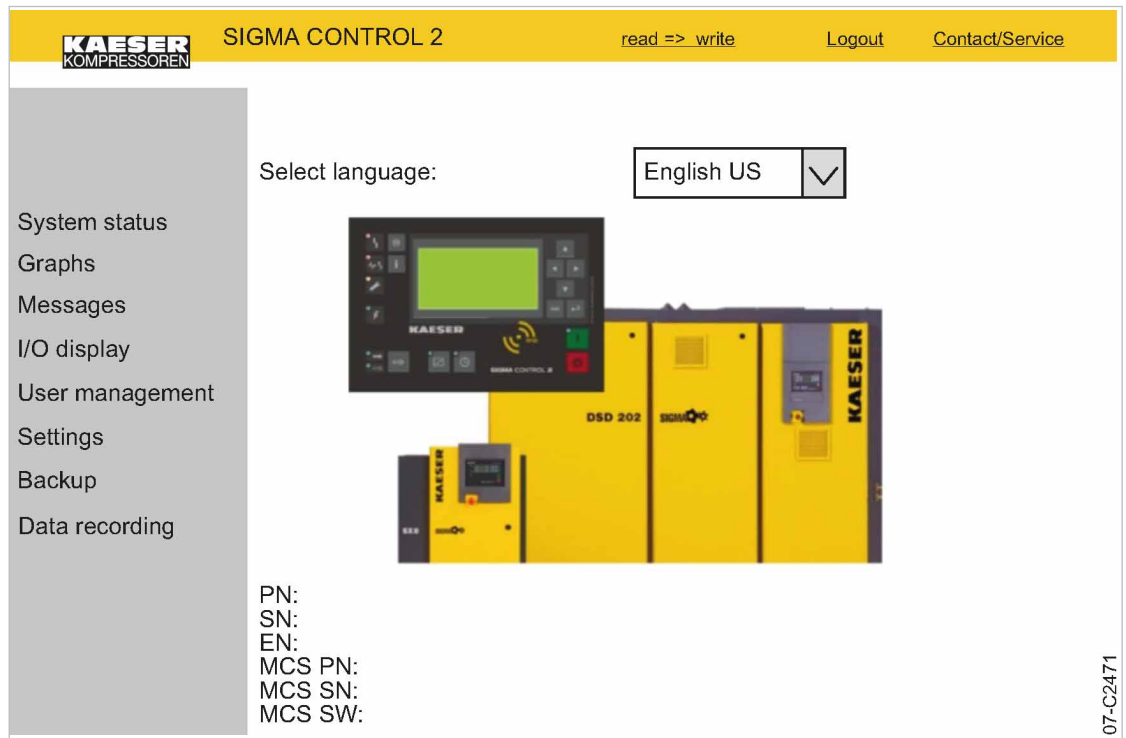 KAESER
KOMPRESSOREN
SIGMA CONTROL 2
read => write
Logout
Contact/Service
Select language:
English US
System status
Graphs
Messages
I/O display
User management
Settings
Backup
Data recording
KAESER
SIGMA CONTROL 2
DSD 202
SIGMA
KAESER
KAESER
PN:
SN:
EN:
MCS PN:
MCS SN:
MCS SW:
07-C2471